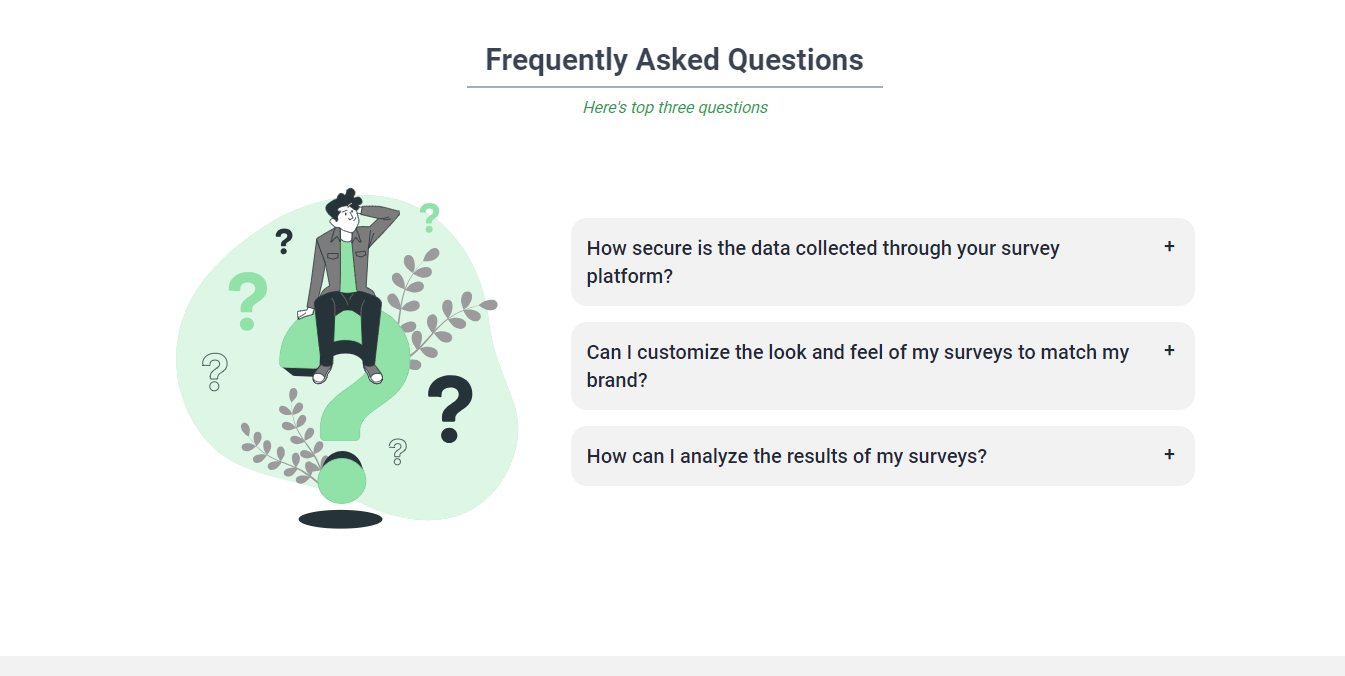 Frequently Asked Questions
Here's top three questions
How secure is the data collected through your survey
platform?
+
Can I customize the look and feel of my surveys to match my
brand?
+
How can I analyze the results of my surveys?
+
?
?
?
?
?
?